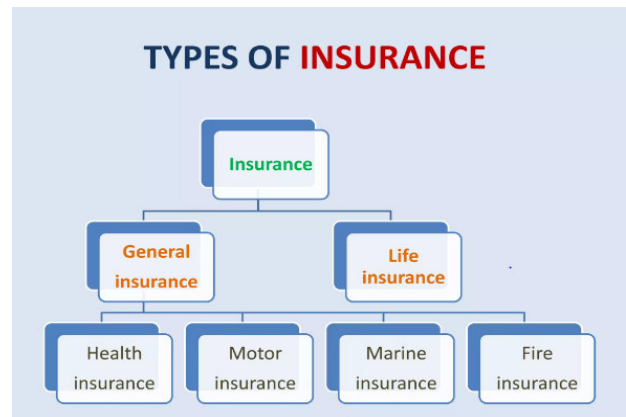 TYPES OF INSURANCE
Insurance
General
insurance
Life
insurance
Health
insurance
Motor
insurance
Marine
insurance
Fire
insurance